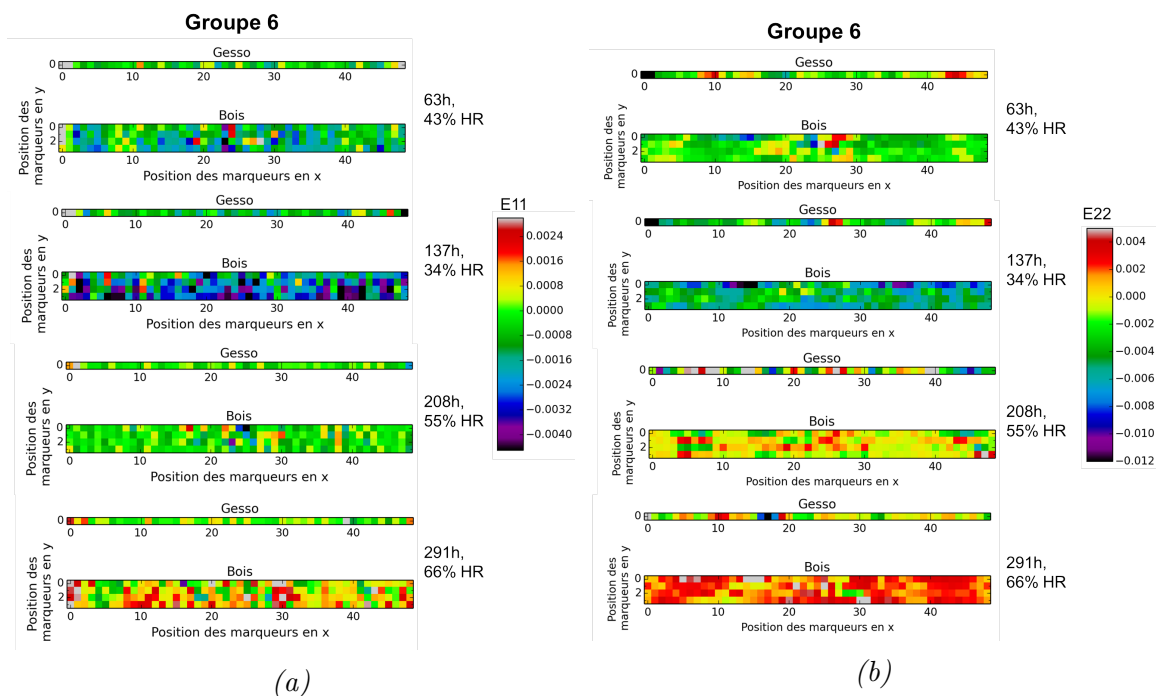 Groupe 6
Gesso
0
0 10 20 30 40
Position des
marqueurs en y
Bois
0
2
0 10 20 30 40
Position des marqueurs en x
63h,
43% HR
Gesso
0
0 10 20 30 40
Position des
marqueurs en y
Bois
0
2
0 10 20 30 40
Position des marqueurs en x
137h,
34% HR
Gesso
0
0 10 20 30 40
Position des
marqueurs en y
Bois
0
2
0 10 20 30 40
Position des marqueurs en x
208h,
55% HR
Gesso
0
0 10 20 30 40
Position des
marqueurs en y
Bois
0
2
0 10 20 30 40
Position des marqueurs en x
291h,
66% HR
E11
0.0024
0.0016
0.0008
0.0000
−0.0008
−0.0016
−0.0024
−0.0032
−0.0040
(a)
Groupe 6
Gesso
0
0 10 20 30 40
Position des
marqueurs en y
Bois
0
2
0 10 20 30 40
Position des marqueurs en x
63h,
43% HR
Gesso
0
0 10 20 30 40
Position des
marqueurs en y
Bois
0
2
0 10 20 30 40
Position des marqueurs en x
137h,
34% HR
Gesso
0
0 10 20 30 40
Position des
marqueurs en y
Bois
0
2
0 10 20 30 40
Position des marqueurs en x
208h,
55% HR
Gesso
0
0 10 20 30 40
Position des
marqueurs en y
Bois
0
2
0 10 20 30 40
Position des marqueurs en x
291h,
66% HR
E22
0.004
0.002
0.000
−0.002
−0.004
−0.006
−0.008
−0.010
−0.012
(b)